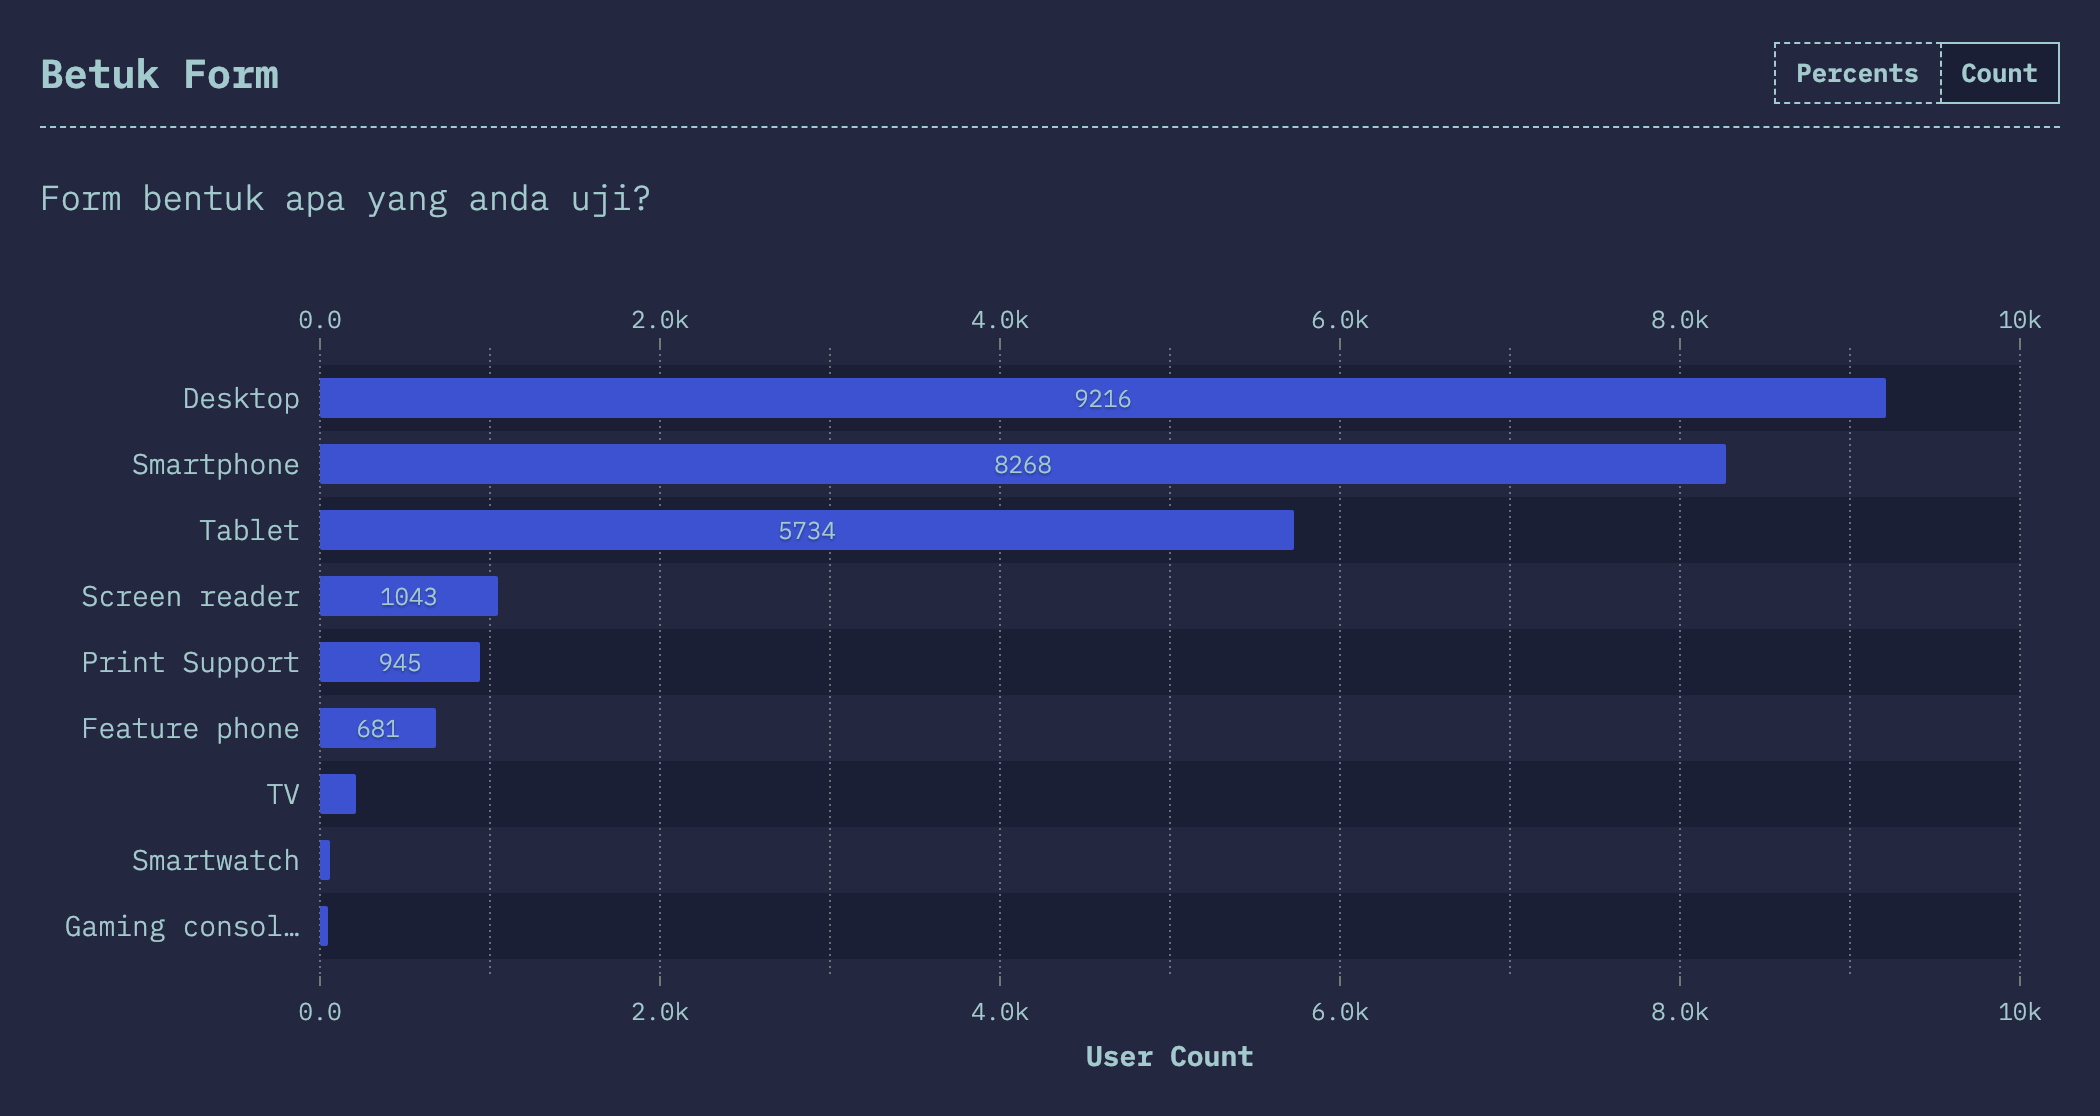 Betuk Form
Percents Count
Form bentuk apa yang anda uji?
0.0 2.0k 4.0k 6.0k 8.0k 10k
Desktop 9216
Smartphone 8268
Tablet 5734
Screen reader 1043
Print Support 945
Feature phone 681
TV
Smartwatch
Gaming consol…
0.0 2.0k 4.0k 6.0k 8.0k 10k
User Count